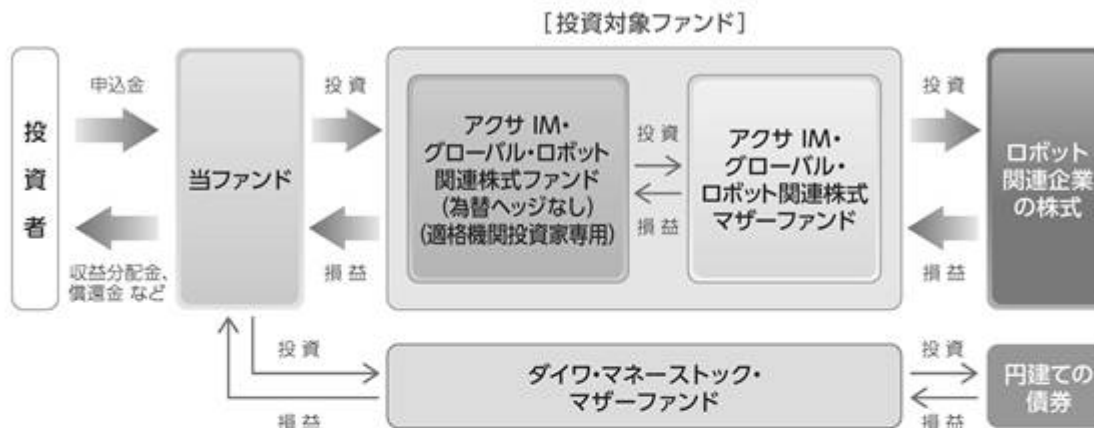 [投資対象ファンド]
投資者
申込金
収益分配金、
償還金 など
当ファンド
投資
損益
アクサ IM・
グローバル・ロボット
関連株式ファンド
(為替ヘッジなし)
(適格機関投資家専用)
投資
損益
アクサ IM・
グローバル・
ロボット関連株式
マザーファンド
投資
損益
ロボット
関連企業
の株式
投資
損益
ダイワ・マネーストック・
マザーファンド
投資
損益
円建ての
債券